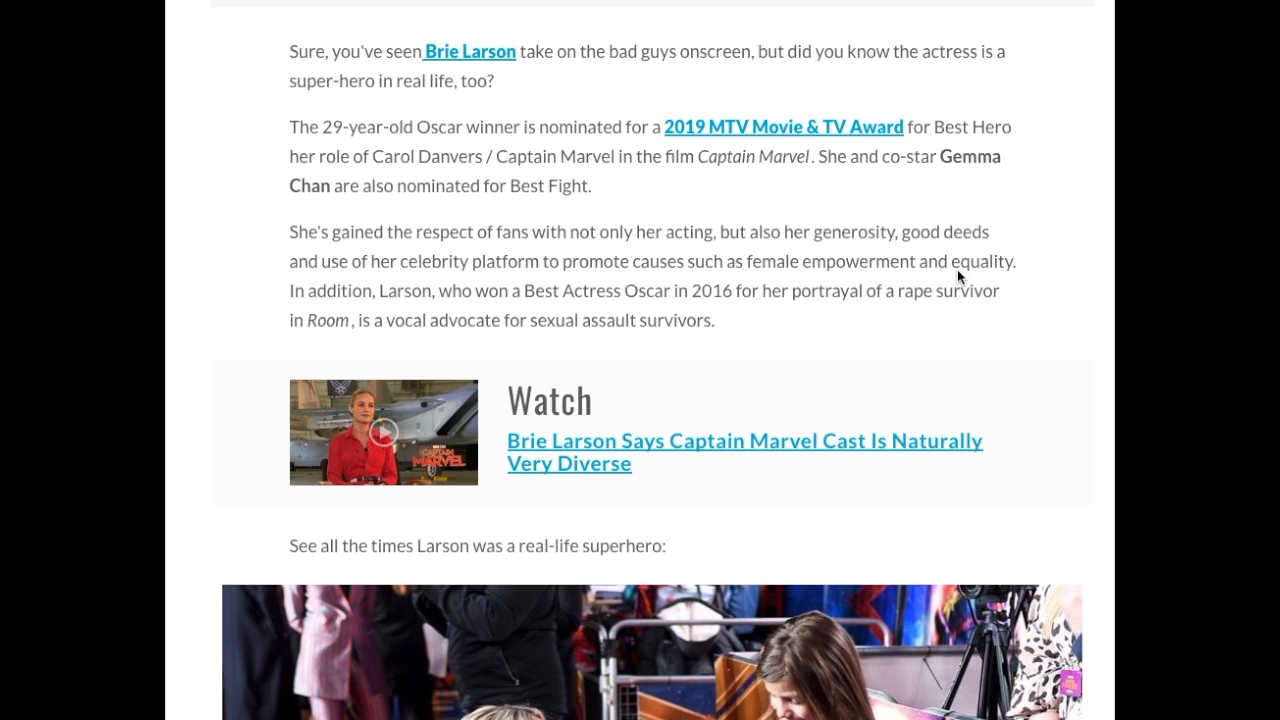 Sure, you've seen Brie Larson take on the bad guys onscreen, but did you know the actress is a
super-hero in real life, too?
The 29-year-old Oscar winner is nominated for a 2019 MTV Movie & TV Award for Best Hero
her role of Carol Danvers / Captain Marvel in the film Captain Marvel. She and co-star Gemma
Chan are also nominated for Best Fight.
She's gained the respect of fans with not only her acting, but also her generosity, good deeds
and use of her celebrity platform to promote causes such as female empowerment and equality.
In addition, Larson, who won a Best Actress Oscar in 2016 for her portrayal of a rape survivor
in Room, is a vocal advocate for sexual assault survivors.
CAPTAIN
MARVEL
Watch
Brie Larson Says Captain Marvel Cast Is Naturally
Very Diverse
See all the times Larson was a real-life superhero: